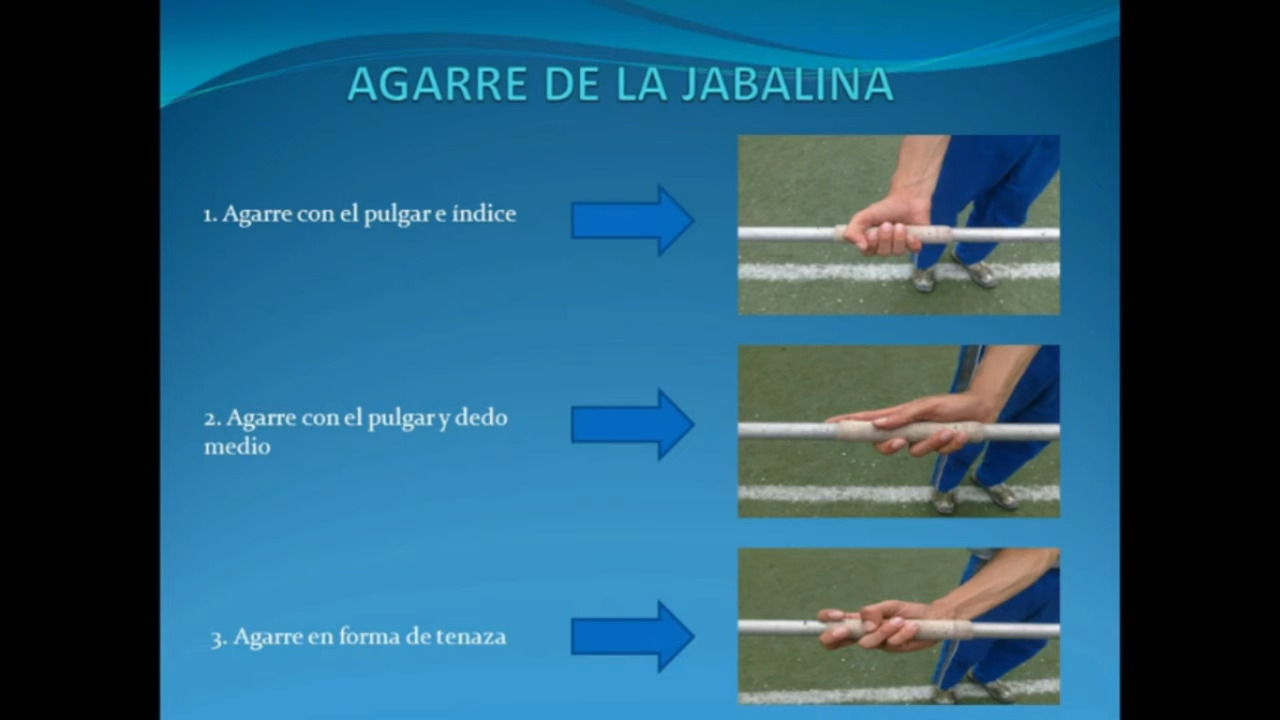 AGARRE DE LA JABALINA
1. Agarre con el pulgar e índice
2. Agarre con el pulgar y dedo
medio
3. Agarre en forma de tenaza